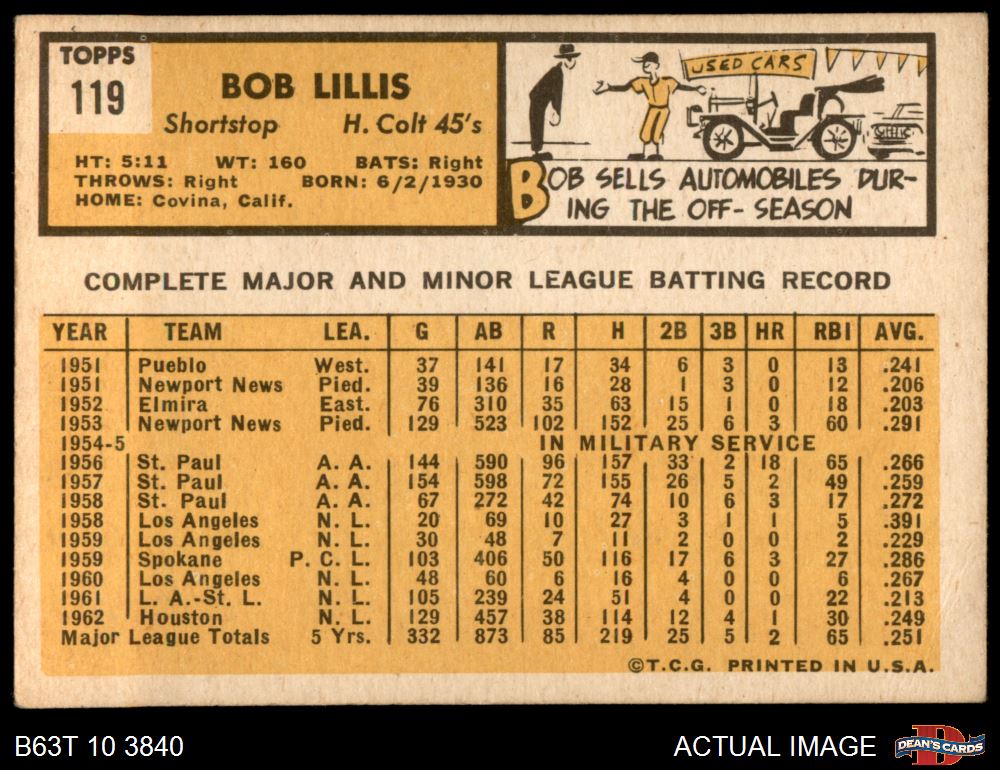 TOPPS
119
BOB LILLIS
Shortstop H. Colt 45's
HT: 5:11 WT: 160 BATS: Right
THROWS: Right BORN: 6/2/1930
HOME: Covina, Calif.
USED CARS
BOB SELLS AUTOMOBILES DUR-
ING THE OFF-SEASON
COMPLETE MAJOR AND MINOR LEAGUE BATTING RECORD
YEAR TEAM LEA. G AB R H 2B 3B HR RBI AVG.
1951 Pueblo West. 37 141 17 34 6 3 0 13 .241
1951 Newport News Pied. 39 136 16 28 1 3 0 12 .206
1952 Elmira East. 76 310 35 63 15 1 0 18 .203
1953 Newport News Pied. 129 523 102 152 25 6 3 60 .291
1954-5 IN MILITARY SERVICE
1956 St. Paul A. A. 144 590 96 157 33 2 18 65 .266
1957 St. Paul A. A. 154 598 72 155 26 5 2 49 .259
1958 St. Paul A. A. 67 272 42 74 10 6 3 17 .272
1958 Los Angeles N. L. 20 69 10 27 3 1 1 5 .391
1959 Los Angeles N. L. 30 48 7 11 2 0 0 2 .229
1959 Spokane P. C. L. 103 406 50 116 17 6 3 27 .286
1960 Los Angeles N. L. 48 60 6 16 4 0 0 6 .267
1961 L. A.-St. L. N. L. 105 239 24 51 4 0 0 22 .213
1962 Houston N. L. 129 457 38 114 12 4 1 30 .249
Major League Totals 5 Yrs. 332 873 85 219 25 5 2 65 .251
©T.C.G. PRINTED IN U.S.A.
B63T 10 3840 ACTUAL IMAGE DEAN'S CARDS